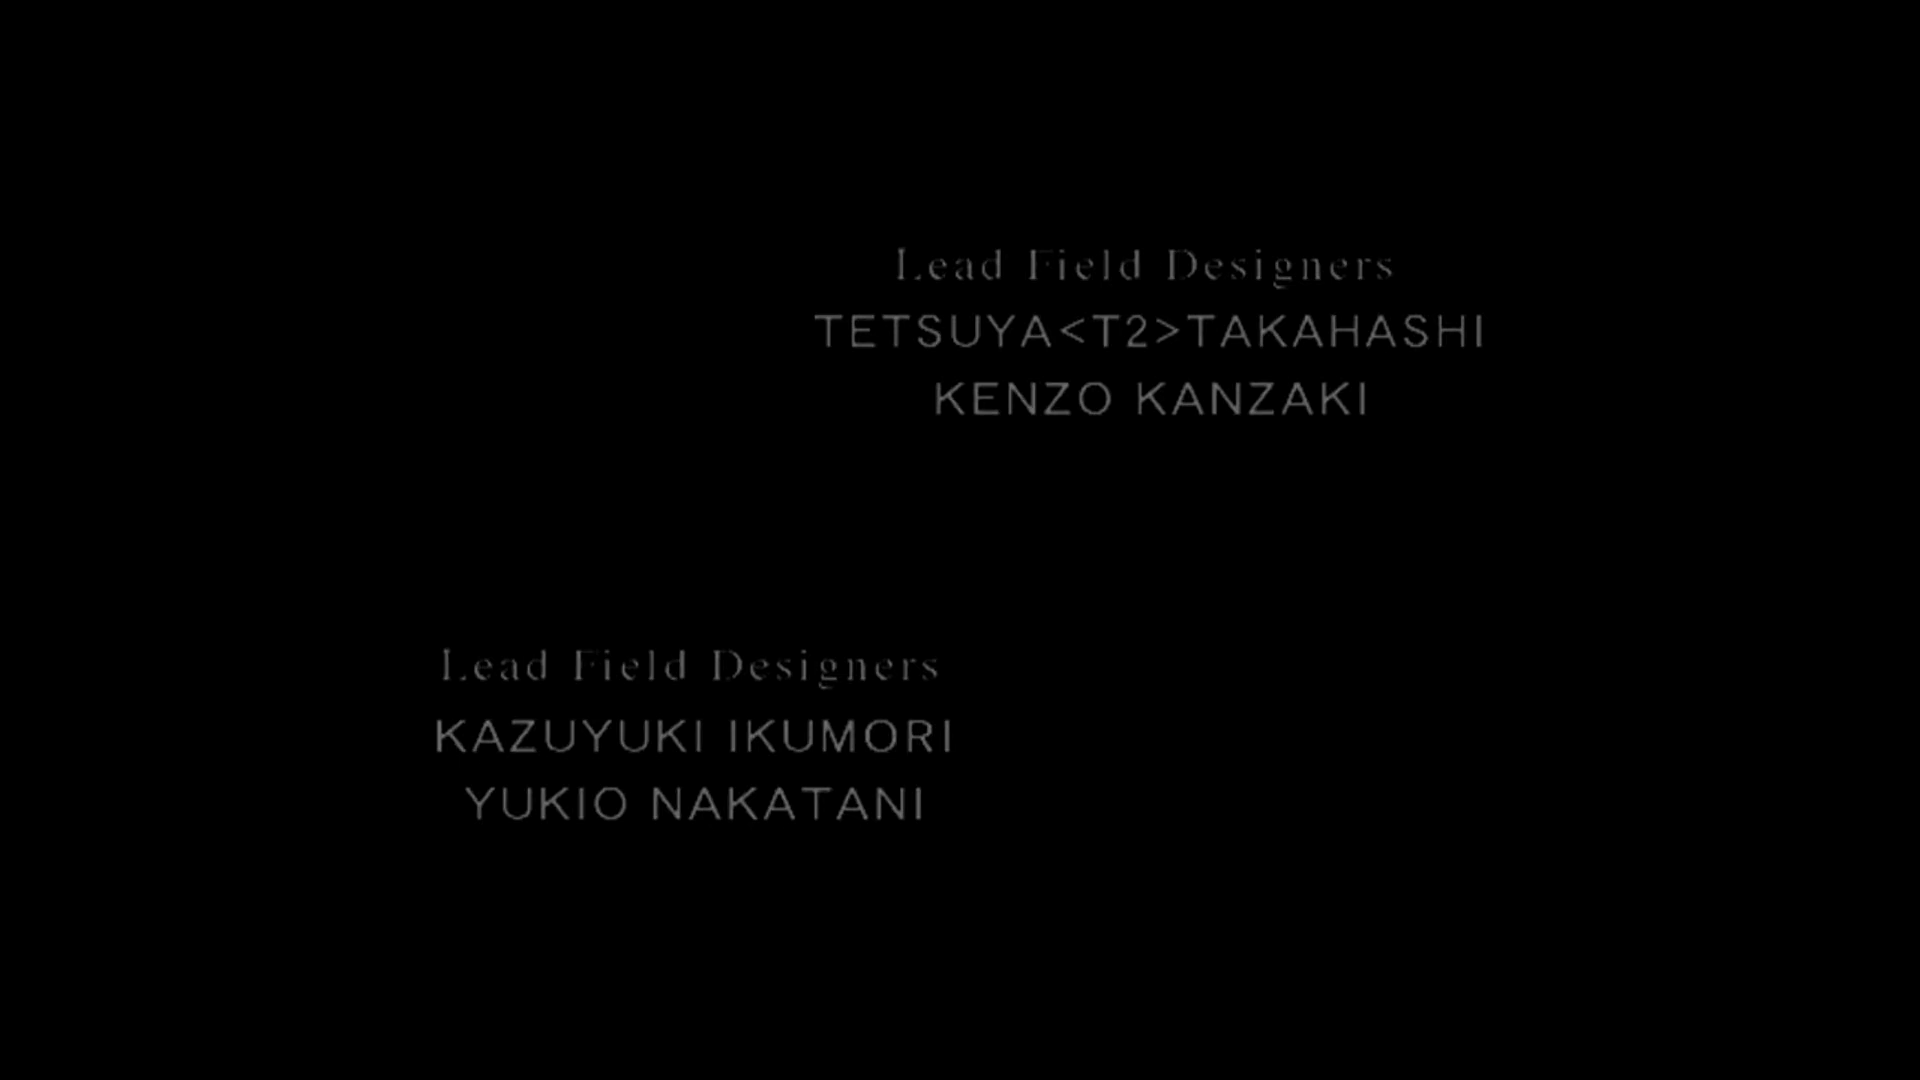 Lead Field Designers
TETSUYA<T2>TAKAHASHI
KENZO KANZAKI
Lead Field Designers
KAZUYUKI IKUMORI
YUKIO NAKATANI